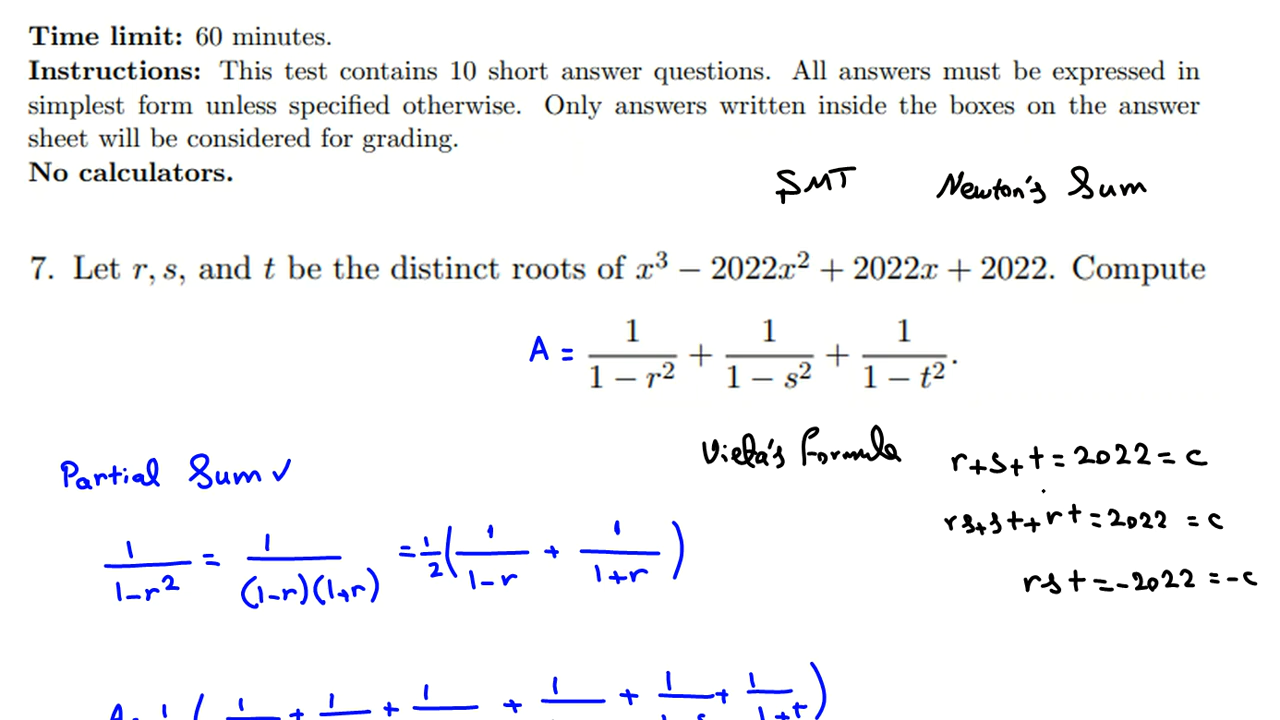 Time limit: 60 minutes.
Instructions: This test contains 10 short answer questions. All answers must be expressed in
simplest form unless specified otherwise. Only answers written inside the boxes on the answer
sheet will be considered for grading.
No calculators.
SMT Newton's Sum
7. Let r, s, and t be the distinct roots of x³ − 2022x² + 2022x + 2022. Compute
A = 1/(1 − r²) + 1/(1 − s²) + 1/(1 − t²).
Vieta's Formula
r+s+t=2022=c
Partial Sum ✓
rs+st+rt=2022=c
1/(1-r²) = 1/((1-r)(1+r)) = 1/2(1/(1-r) + 1/(1+r))
rst=-2022=-c